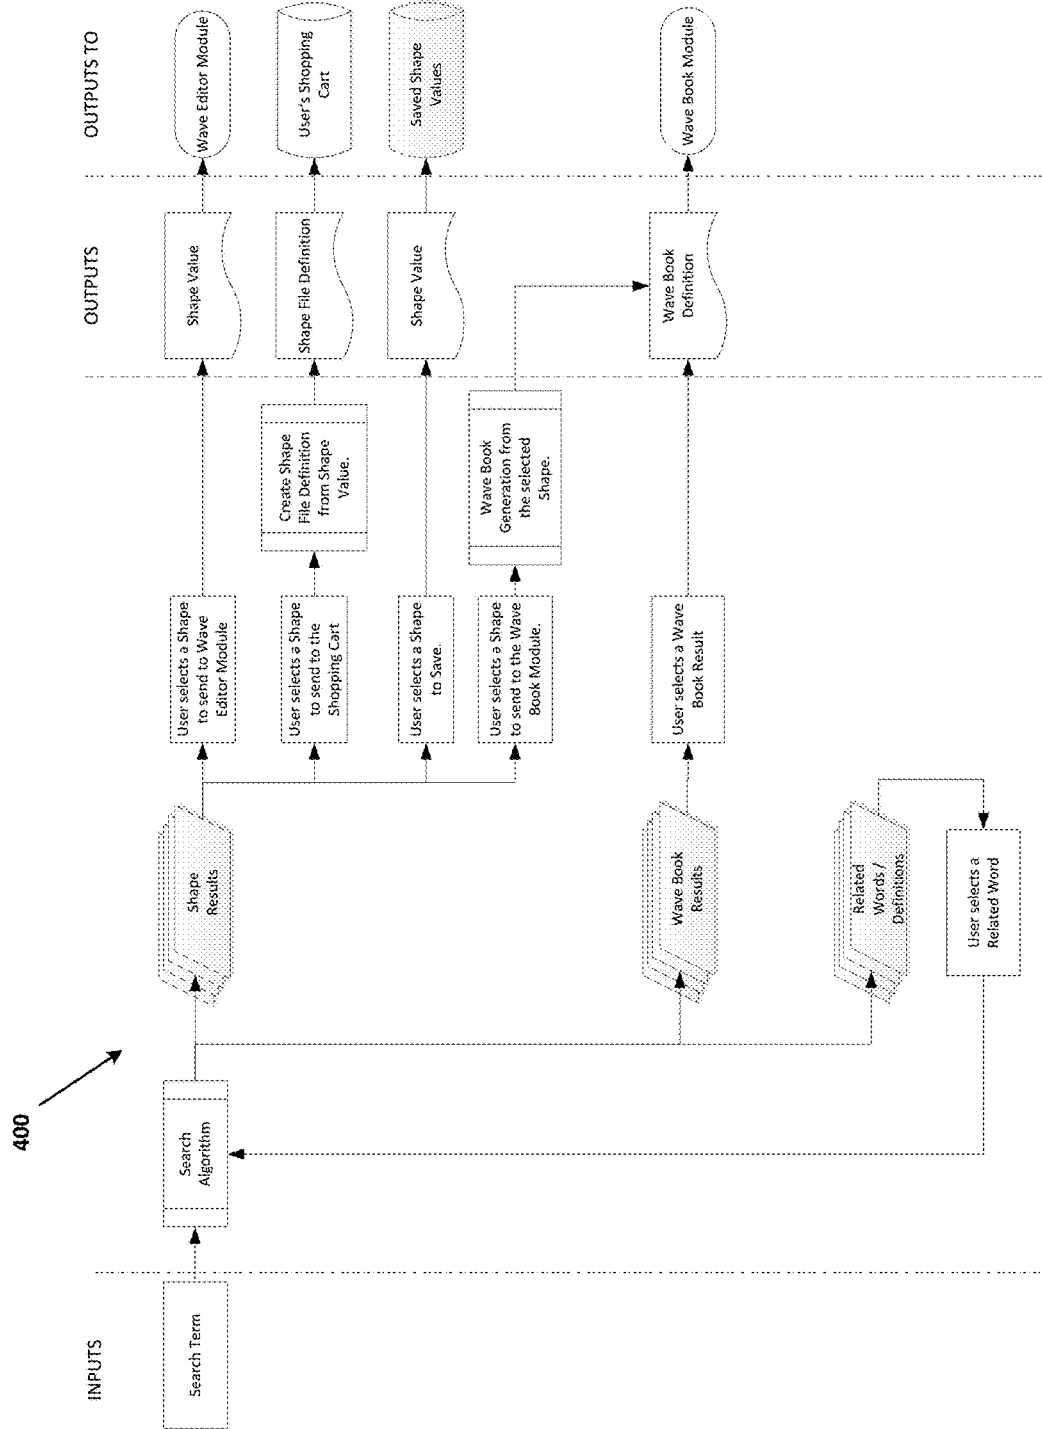 400
INPUTS
OUTPUTS
OUTPUTS TO
Search Term
Search
Algorithm
Shape
Results
User selects a Shape
to send to Wave
Editor Module
Shape Value
Wave Editor Module
User selects a Shape
to send to the
Shopping Cart
Create Shape
File Definition
from Shape
Value.
Shape File Definition
User's Shopping
Cart
User selects a Shape
to Save.
Shape Value
Saved Shape
Values
User selects a Shape
to send to the Wave
Book Module.
Wave Book
Generation from
the selected
Shape.
Wave Book
Results
User selects a Wave
Book Result
Wave Book
Definition
Wave Book Module
Related
Words /
Definitions
User selects a
Related Word